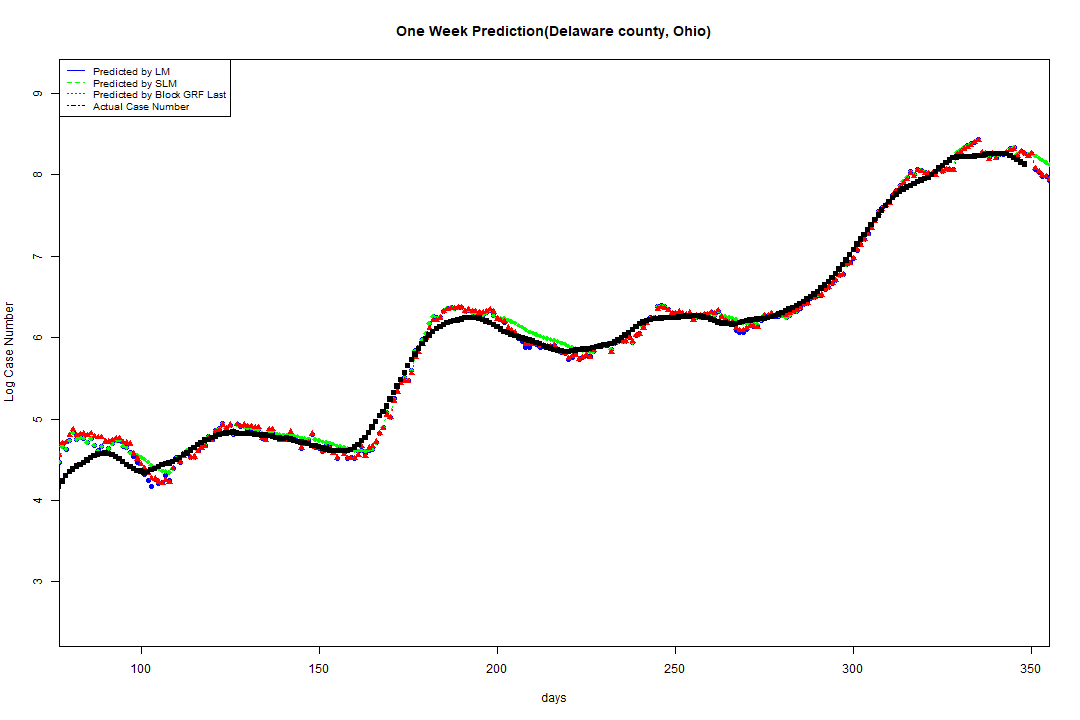 One Week Prediction(Delaware county, Ohio)
Predicted by LM
Predicted by SLM
Predicted by Block GRF Last
Actual Case Number
9
8
7
6
5
4
3
Log Case Number
100 150 200 250 300 350
days